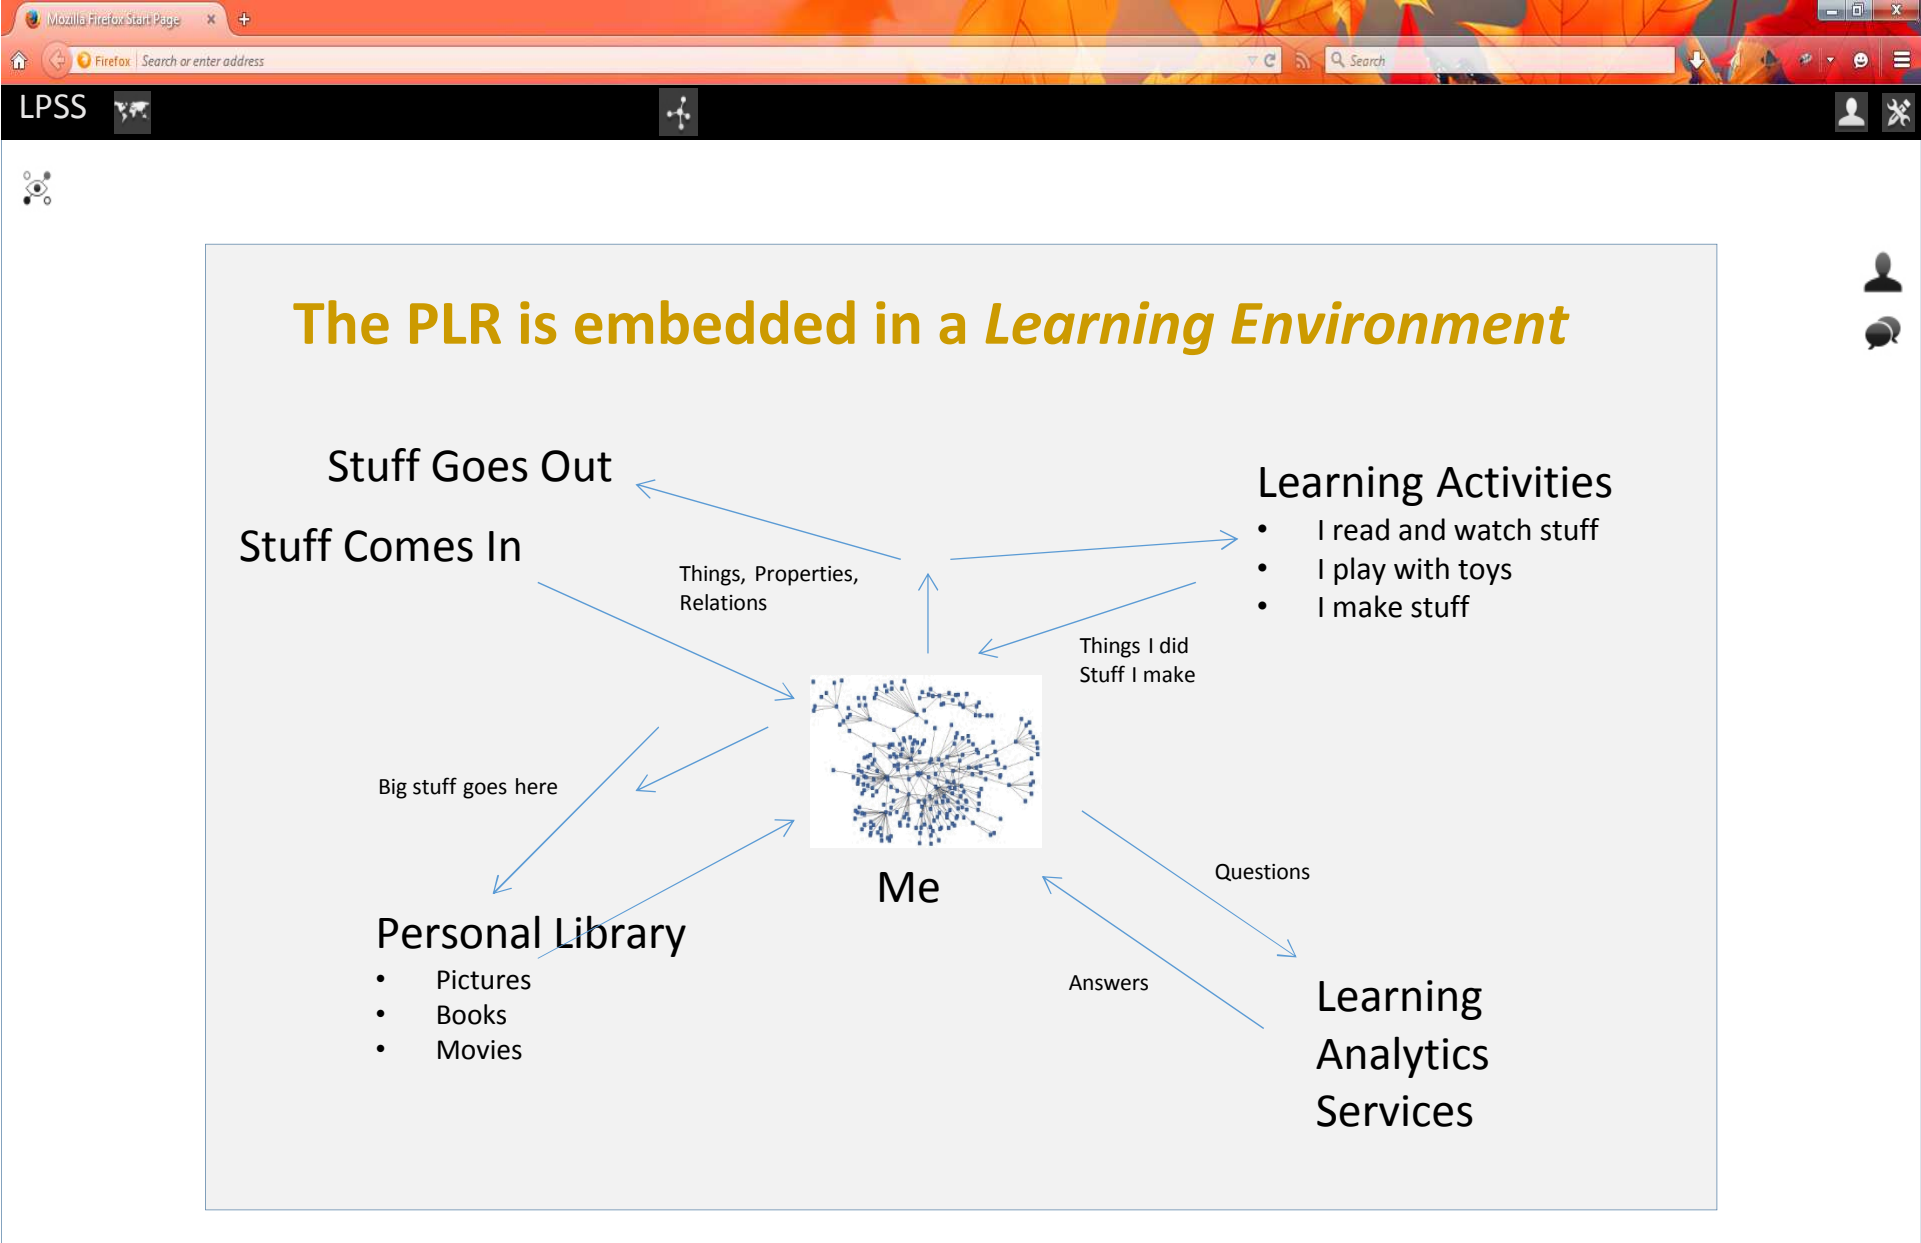 Mozilla Firefox Start Page
Firefox Search or enter address
Search
LPSS
The PLR is embedded in a Learning Environment
Stuff Goes Out
Stuff Comes In
Things, Properties,
Relations
Learning Activities
• I read and watch stuff
• I play with toys
• I make stuff
Things I did
Stuff I make
Big stuff goes here
Me
Questions
Personal Library
• Pictures
• Books
• Movies
Answers
Learning
Analytics
Services